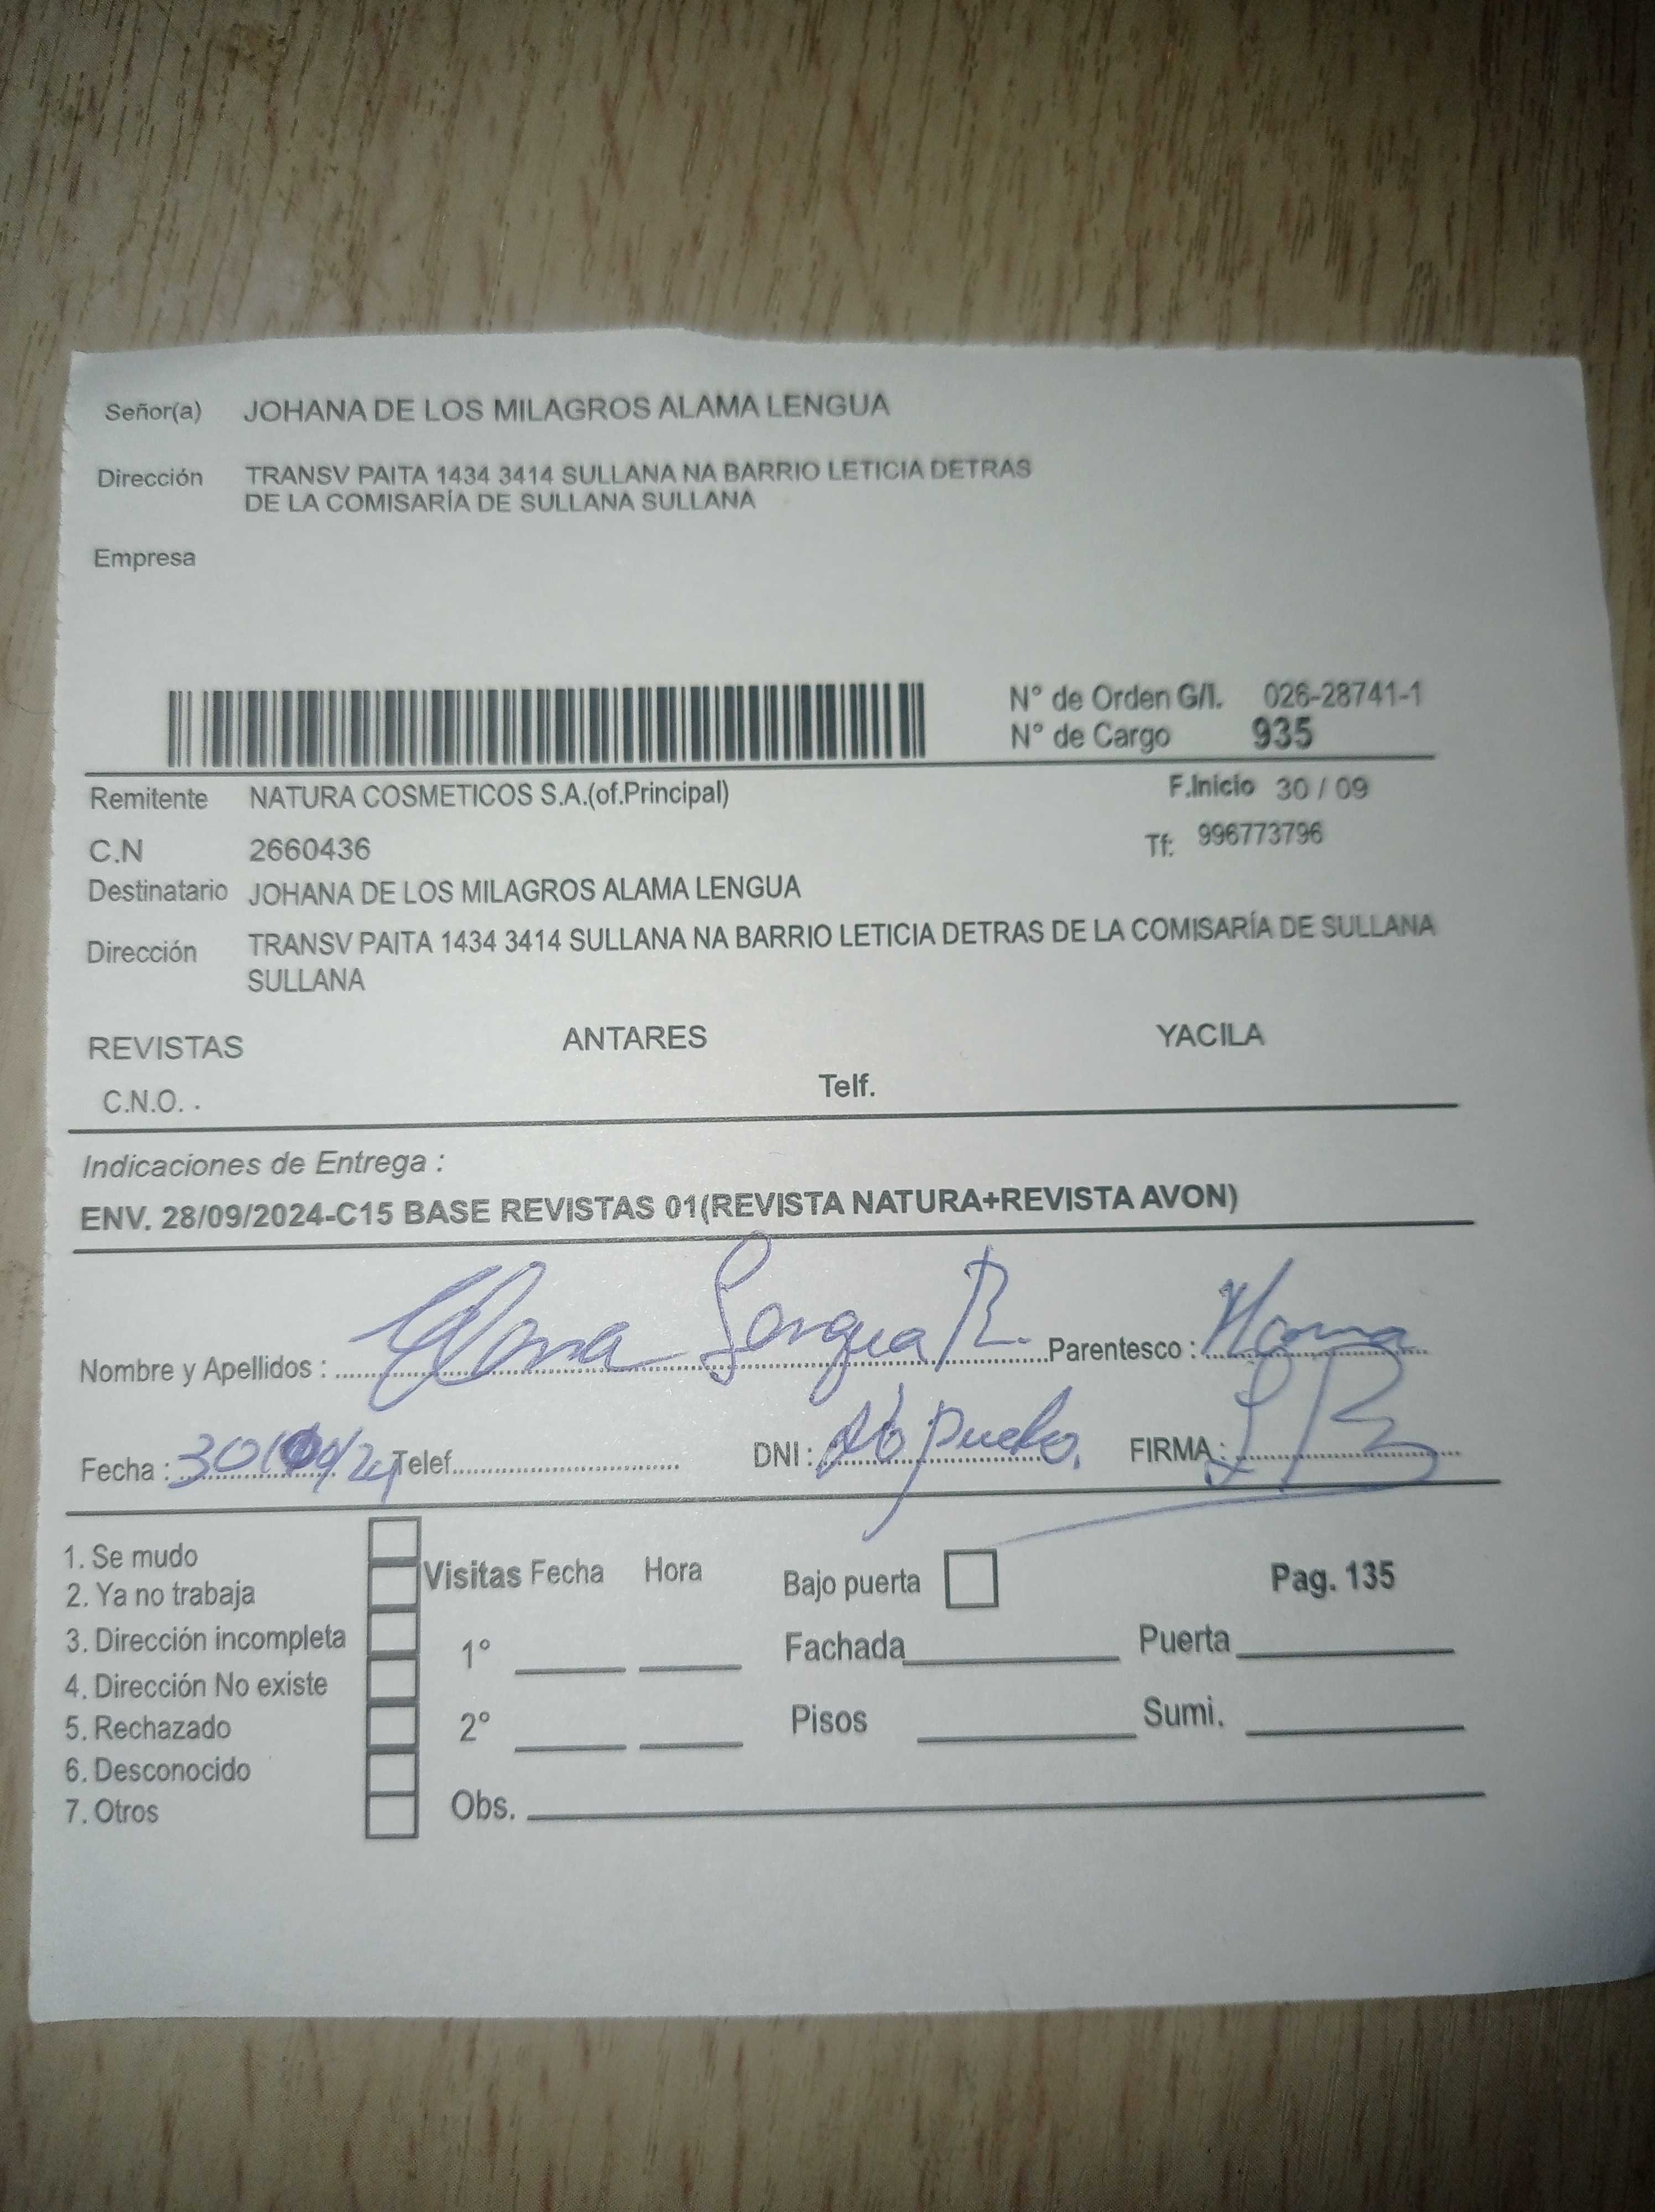 Señor(a) JOHANA DE LOS MILAGROS ALAMA LENGUA
Dirección TRANSV PAITA 1434 3414 SULLANA NA BARRIO LETICIA DETRAS
DE LA COMISARÍA DE SULLANA SULLANA
Empresa
N° de Orden G/I. 026-28741-1
N° de Cargo 935
Remitente NATURA COSMETICOS S.A.(of.Principal) F.Inicio 30 / 09
C.N 2660436 Tf: 996773796
Destinatario JOHANA DE LOS MILAGROS ALAMA LENGUA
Dirección TRANSV PAITA 1434 3414 SULLANA NA BARRIO LETICIA DETRAS DE LA COMISARÍA DE SULLANA
SULLANA
REVISTAS ANTARES YACILA
C.N.O. . Telf.
Indicaciones de Entrega :
ENV. 28/09/2024-C15 BASE REVISTAS 01(REVISTA NATURA+REVISTA AVON)
Nombre y Apellidos : Lengua R. Parentesco :
Fecha : 30/09/24 Telef. DNI : FIRMA :
1. Se mudo
2. Ya no trabaja
3. Dirección incompleta
4. Dirección No existe
5. Rechazado
6. Desconocido
7. Otros
Visitas Fecha Hora Bajo puerta Pag. 135
1° Fachada Puerta
2° Pisos Sumi.
Obs.